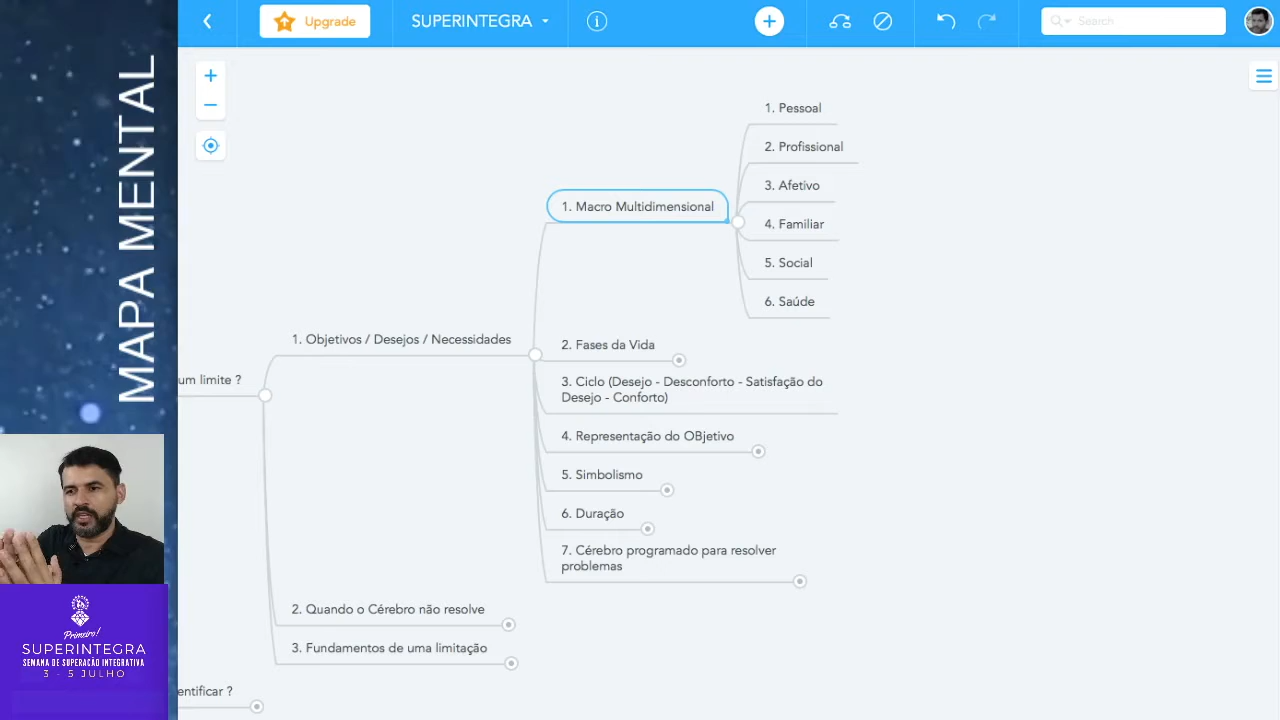 MAPA MENTAL
Upgrade
SUPERINTEGRA
Search
1. Pessoal
2. Profissional
3. Afetivo
4. Familiar
5. Social
6. Saúde
1. Macro Multidimensional
1. Objetivos / Desejos / Necessidades
um limite ?
2. Fases da Vida
3. Ciclo (Desejo - Desconforto - Satisfação do
Desejo - Conforto)
4. Representação do OBjetivo
5. Simbolismo
6. Duração
7. Cérebro programado para resolver
problemas
2. Quando o Cérebro não resolve
3. Fundamentos de uma limitação
entificar ?
Primeiro!
SUPERINTEGRA
SEMANA DE SUPERAÇÃO INTEGRATIVA
3 - 5 JULHO